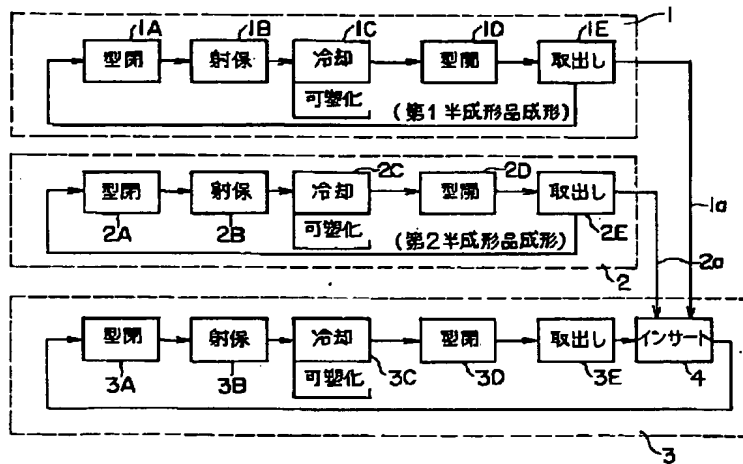 1
1A 1B 1C 1D 1E
型閉 射保 冷却 型開 取出し
可塑化 (第1半成形品成形)
1a
2C 2D
型閉 射保 冷却 型開 取出し
2A 2B 可塑化 (第2半成形品成形) 2E
2 2a
型閉 射保 冷却 型開 取出し インサート
3A 3B 可塑化 3C 3D 3E 4
3